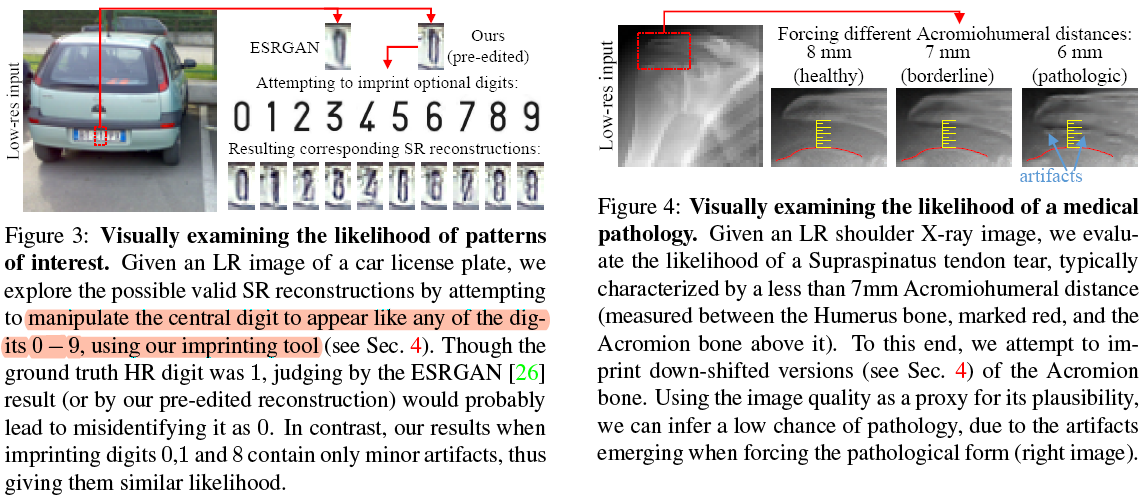 Low-res input
ESRGAN
Ours
(pre-edited)
Attempting to imprint optional digits:
0 1 2 3 4 5 6 7 8 9
Resulting corresponding SR reconstructions:
Figure 3: Visually examining the likelihood of patterns
of interest. Given an LR image of a car license plate, we
explore the possible valid SR reconstructions by attempting
to manipulate the central digit to appear like any of the dig-
its 0 − 9, using our imprinting tool (see Sec. 4). Though the
ground truth HR digit was 1, judging by the ESRGAN [26]
result (or by our pre-edited reconstruction) would probably
lead to misidentifying it as 0. In contrast, our results when
imprinting digits 0,1 and 8 contain only minor artifacts, thus
giving them similar likelihood.
Low-res input
Forcing different Acromiohumeral distances:
8 mm
(healthy)
7 mm
(borderline)
6 mm
(pathologic)
artifacts
Figure 4: Visually examining the likelihood of a medical
pathology. Given an LR shoulder X-ray image, we evalu-
ate the likelihood of a Supraspinatus tendon tear, typically
characterized by a less than 7mm Acromiohumeral distance
(measured between the Humerus bone, marked red, and the
Acromion bone above it). To this end, we attempt to im-
print down-shifted versions (see Sec. 4) of the Acromion
bone. Using the image quality as a proxy for its plausibility,
we can infer a low chance of pathology, due to the artifacts
emerging when forcing the pathological form (right image).